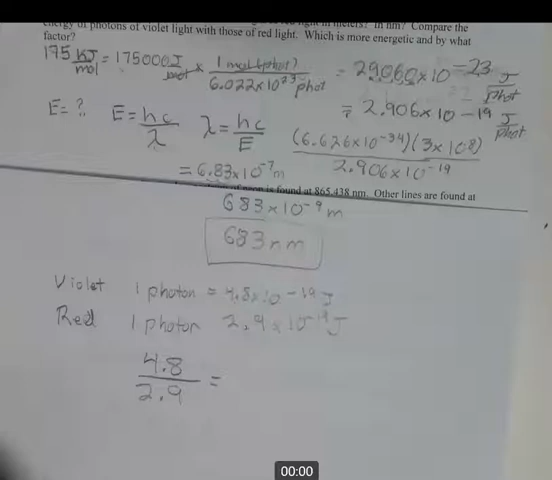 energy of photons of violet light with those of red light. Which is more energetic and by what
factor?
175 KJ/mol = 175000 J/mol × 1 mol (phot)/6.022×10^23 phot = 29060×10^-23 J/phot
= 2.906×10^-19 J/phot
E=? E=hc/λ λ=hc/E (6.626×10^-34)(3×10^8)/2.906×10^-19
= 6.83×10^-7 m
is found at 865.438 nm. Other lines are found at
683×10^-9 m
683nm
Violet 1 photon = 4.8×10^-19 J
Red 1 photon 2.9×10^-19 J
4.8/2.9 =
00:00